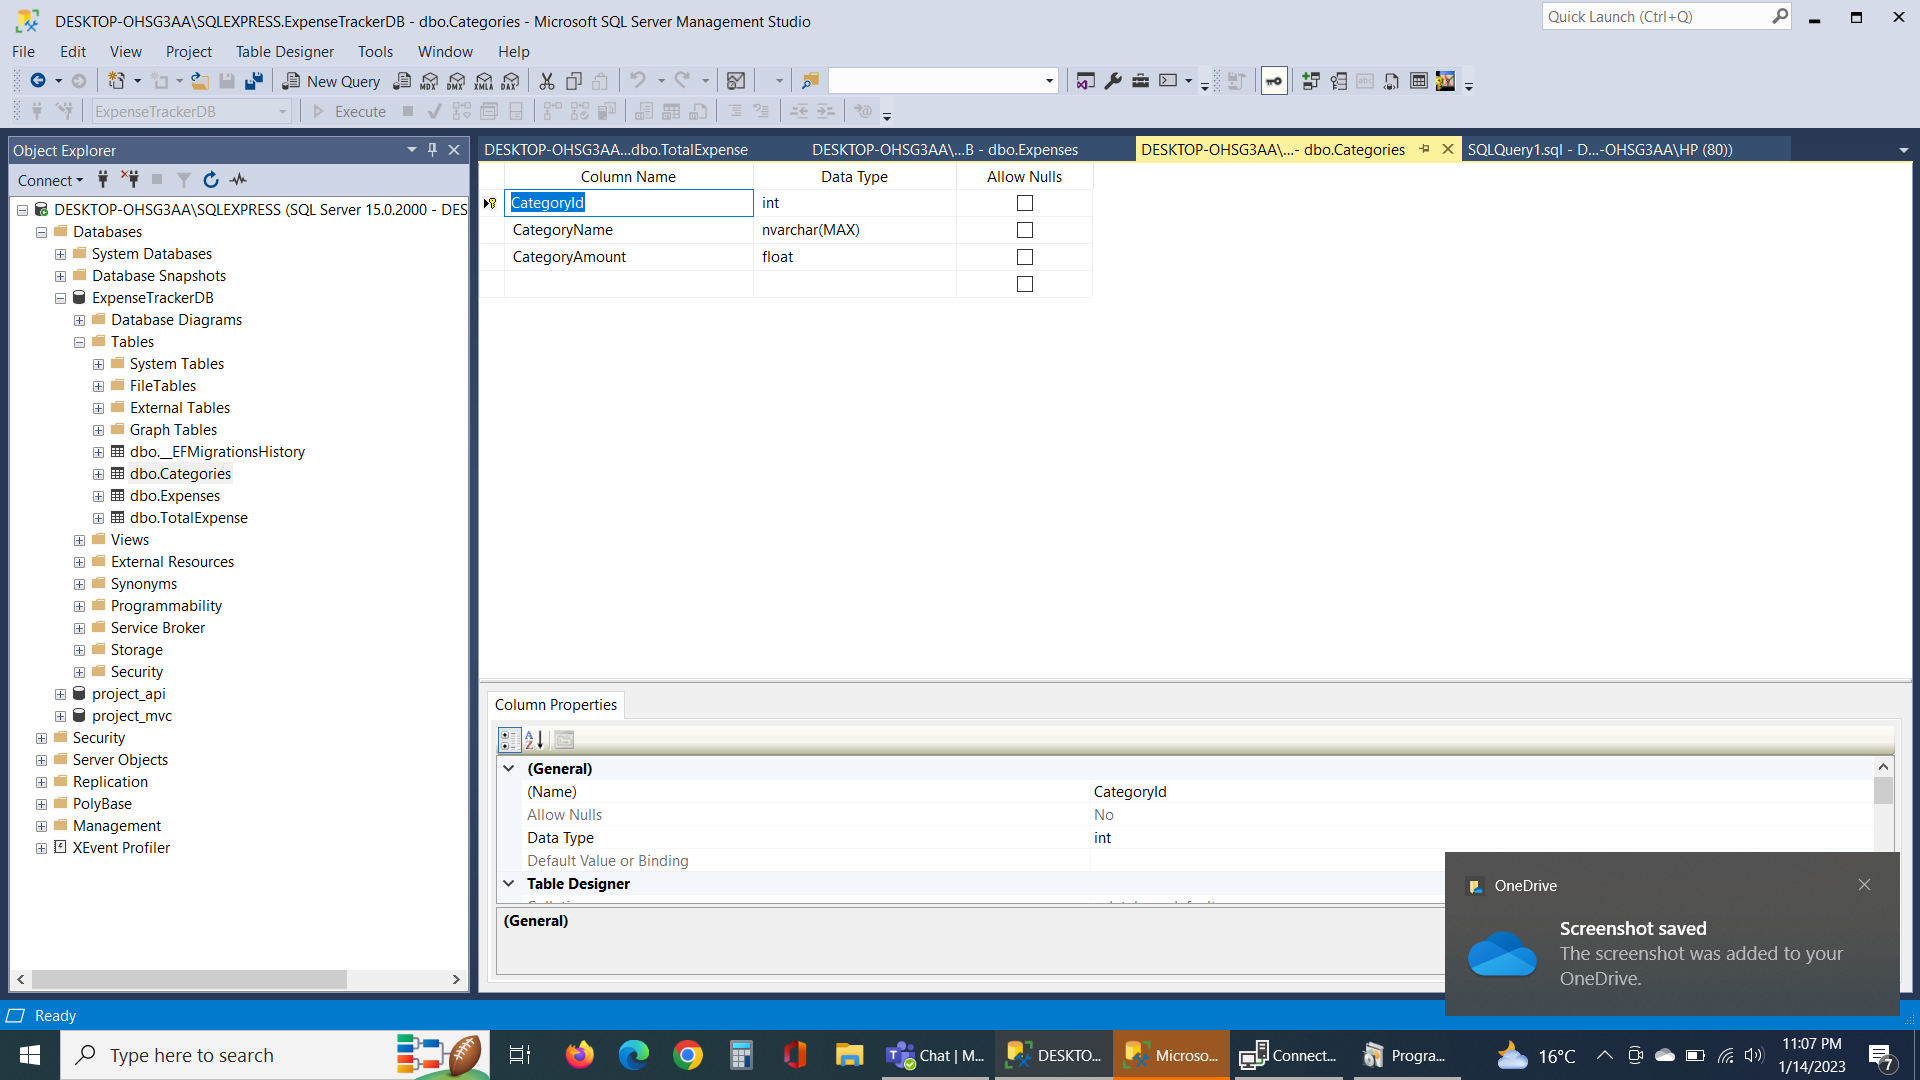 DESKTOP-OHSG3AA\SQLEXPRESS.ExpenseTrackerDB - dbo.Categories - Microsoft SQL Server Management Studio
Quick Launch (Ctrl+Q)
File Edit View Project Table Designer Tools Window Help
New Query MDX DMX XMLA DAX
ExpenseTrackerDB Execute
Object Explorer
Connect
DESKTOP-OHSG3AA\SQLEXPRESS (SQL Server 15.0.2000 - DES
Databases
System Databases
Database Snapshots
ExpenseTrackerDB
Database Diagrams
Tables
System Tables
FileTables
External Tables
Graph Tables
dbo.__EFMigrationsHistory
dbo.Categories
dbo.Expenses
dbo.TotalExpense
Views
External Resources
Synonyms
Programmability
Service Broker
Storage
Security
project_api
project_mvc
Security
Server Objects
Replication
PolyBase
Management
XEvent Profiler
DESKTOP-OHSG3AA...dbo.TotalExpense DESKTOP-OHSG3AA\...B - dbo.Expenses DESKTOP-OHSG3AA\...- dbo.Categories SQLQuery1.sql - D...-OHSG3AA\HP (80))
Column Name Data Type Allow Nulls
CategoryId int
CategoryName nvarchar(MAX)
CategoryAmount float
Column Properties
(General)
(Name) CategoryId
Allow Nulls No
Data Type int
Default Value or Binding
Table Designer
(General)
OneDrive
Screenshot saved
The screenshot was added to your
OneDrive.
Ready
Type here to search
Chat | M...
DESKTO...
Microso...
Connect...
Progra...
16°C
11:07 PM
1/14/2023
7